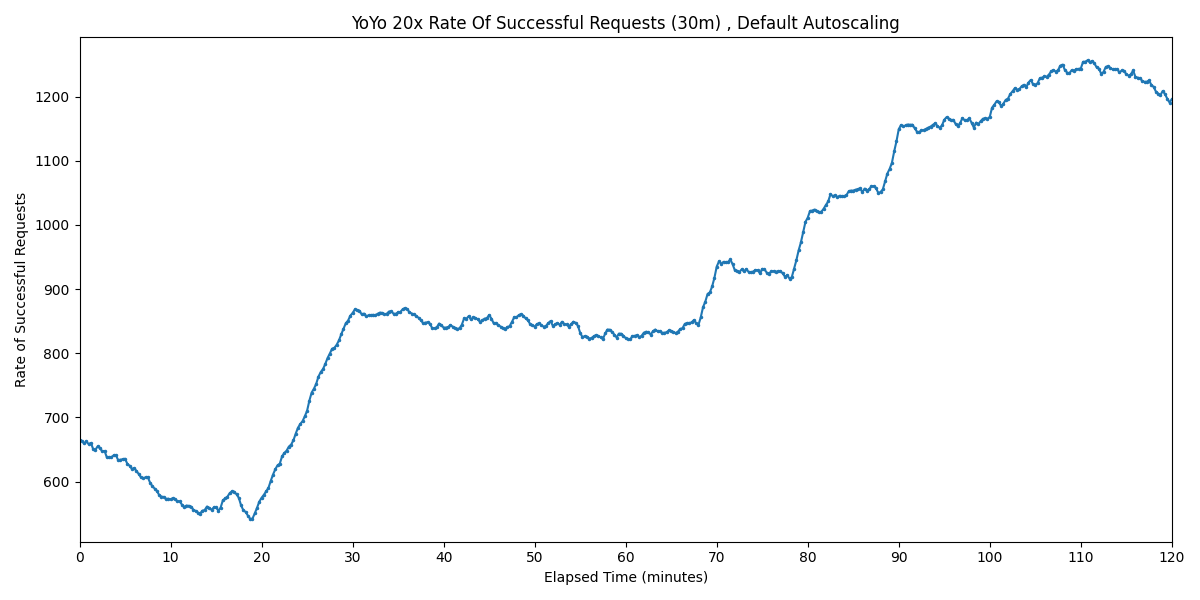 YoYo 20x Rate Of Successful Requests (30m) , Default Autoscaling
Rate of Successful Requests
1200
1100
1000
900
800
700
600
0 10 20 30 40 50 60 70 80 90 100 110 120
Elapsed Time (minutes)